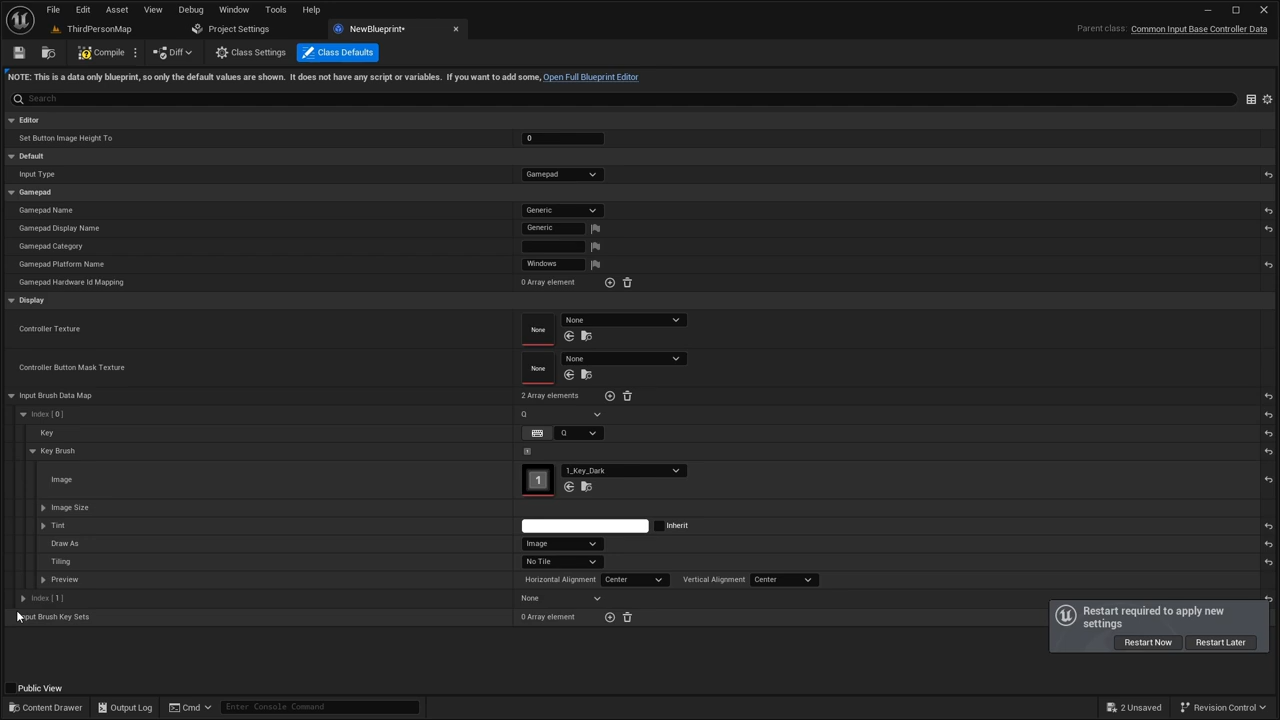 File Edit Asset View Debug Window Tools Help
ThirdPersonMap Project Settings NewBlueprint• Parent class: Common Input Base Controller Data
Compile Diff Class Settings Class Defaults
NOTE: This is a data only blueprint, so only the default values are shown. It does not have any script or variables. If you want to add some, Open Full Blueprint Editor
Search
Editor
Set Button Image Height To 0
Default
Input Type Gamepad
Gamepad
Gamepad Name Generic
Gamepad Display Name Generic
Gamepad Category
Gamepad Platform Name Windows
Gamepad Hardware Id Mapping 0 Array element
Display
Controller Texture None None
Controller Button Mask Texture None None
Input Brush Data Map 2 Array elements
Index [ 0 ] Q
Key Q
Key Brush
Image 1 1_Key_Dark
Image Size
Tint Inherit
Draw As Image
Tiling No Tile
Preview Horizontal Alignment Center Vertical Alignment Center
Index [ 1 ] None
Input Brush Key Sets 0 Array element
Restart required to apply new
settings
Restart Now Restart Later
Public View
Content Drawer Output Log Cmd Enter Console Command 2 Unsaved Revision Control